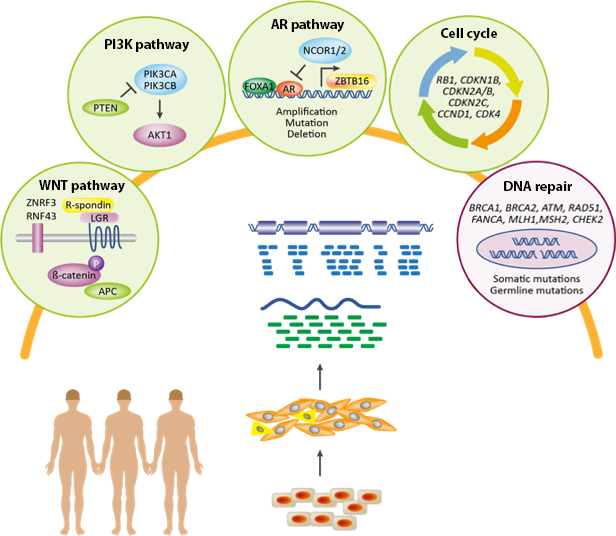 PI3K pathway
PIK3CA
PIK3CB
PTEN
AKT1
AR pathway
NCOR1/2
FOXA1
AR
ZBTB16
Amplification
Mutation
Deletion
Cell cycle
RB1, CDKN1B,
CDKN2A/B,
CDKN2C,
CCND1, CDK4
WNT pathway
ZNRF3
RNF43
R-spondin
LGR
P
ß-catenin
APC
DNA repair
BRCA1, BRCA2, ATM, RAD51,
FANCA, MLH1,MSH2, CHEK2
Somatic mutations
Germline mutations